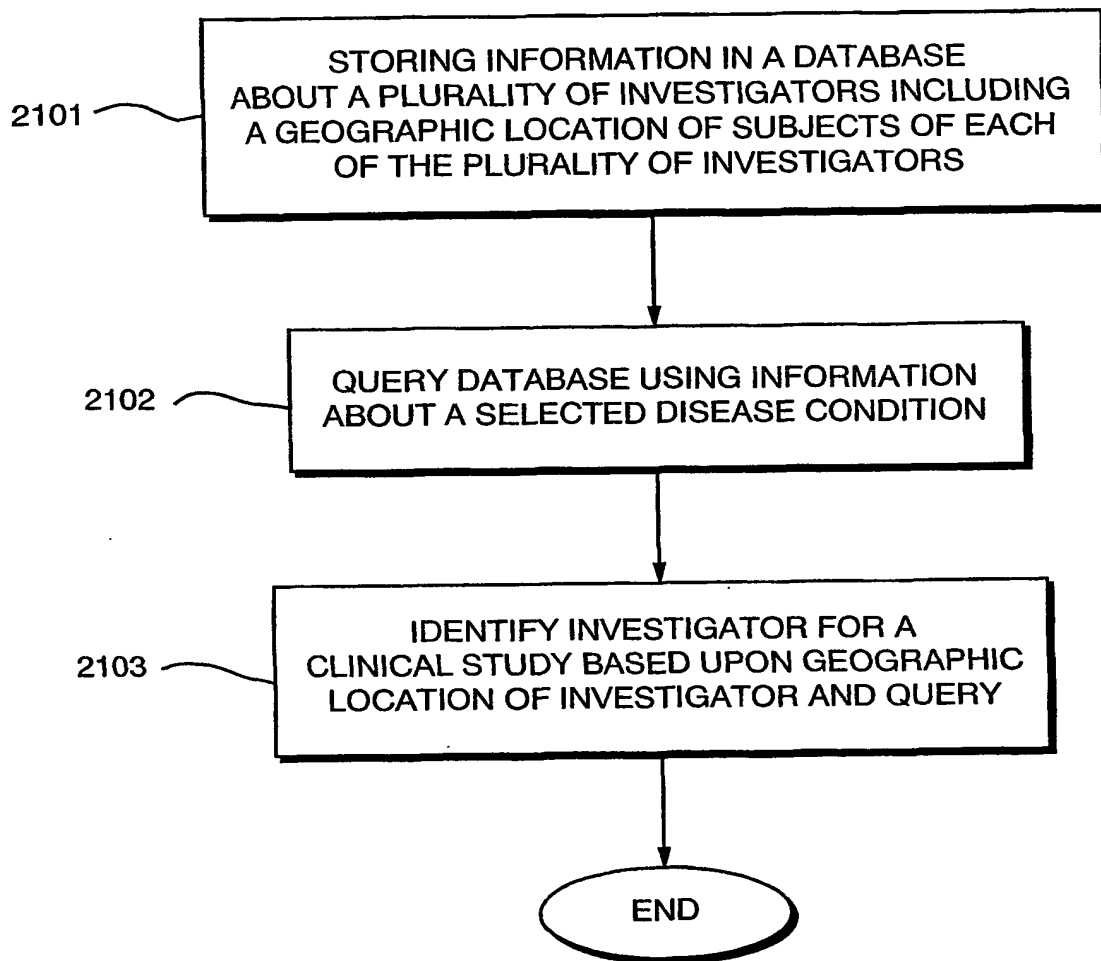 STORING INFORMATION IN A DATABASE
2101
ABOUT A PLURALITY OF INVESTIGATORS INCLUDING
A GEOGRAPHIC LOCATION OF SUBJECTS OF EACH
OF THE PLURALITY OF INVESTIGATORS
2102
QUERY DATABASE USING INFORMATION
ABOUT A SELECTED DISEASE CONDITION
2103
IDENTIFY INVESTIGATOR FOR A
CLINICAL STUDY BASED UPON GEOGRAPHIC
LOCATION OF INVESTIGATOR AND QUERY
END